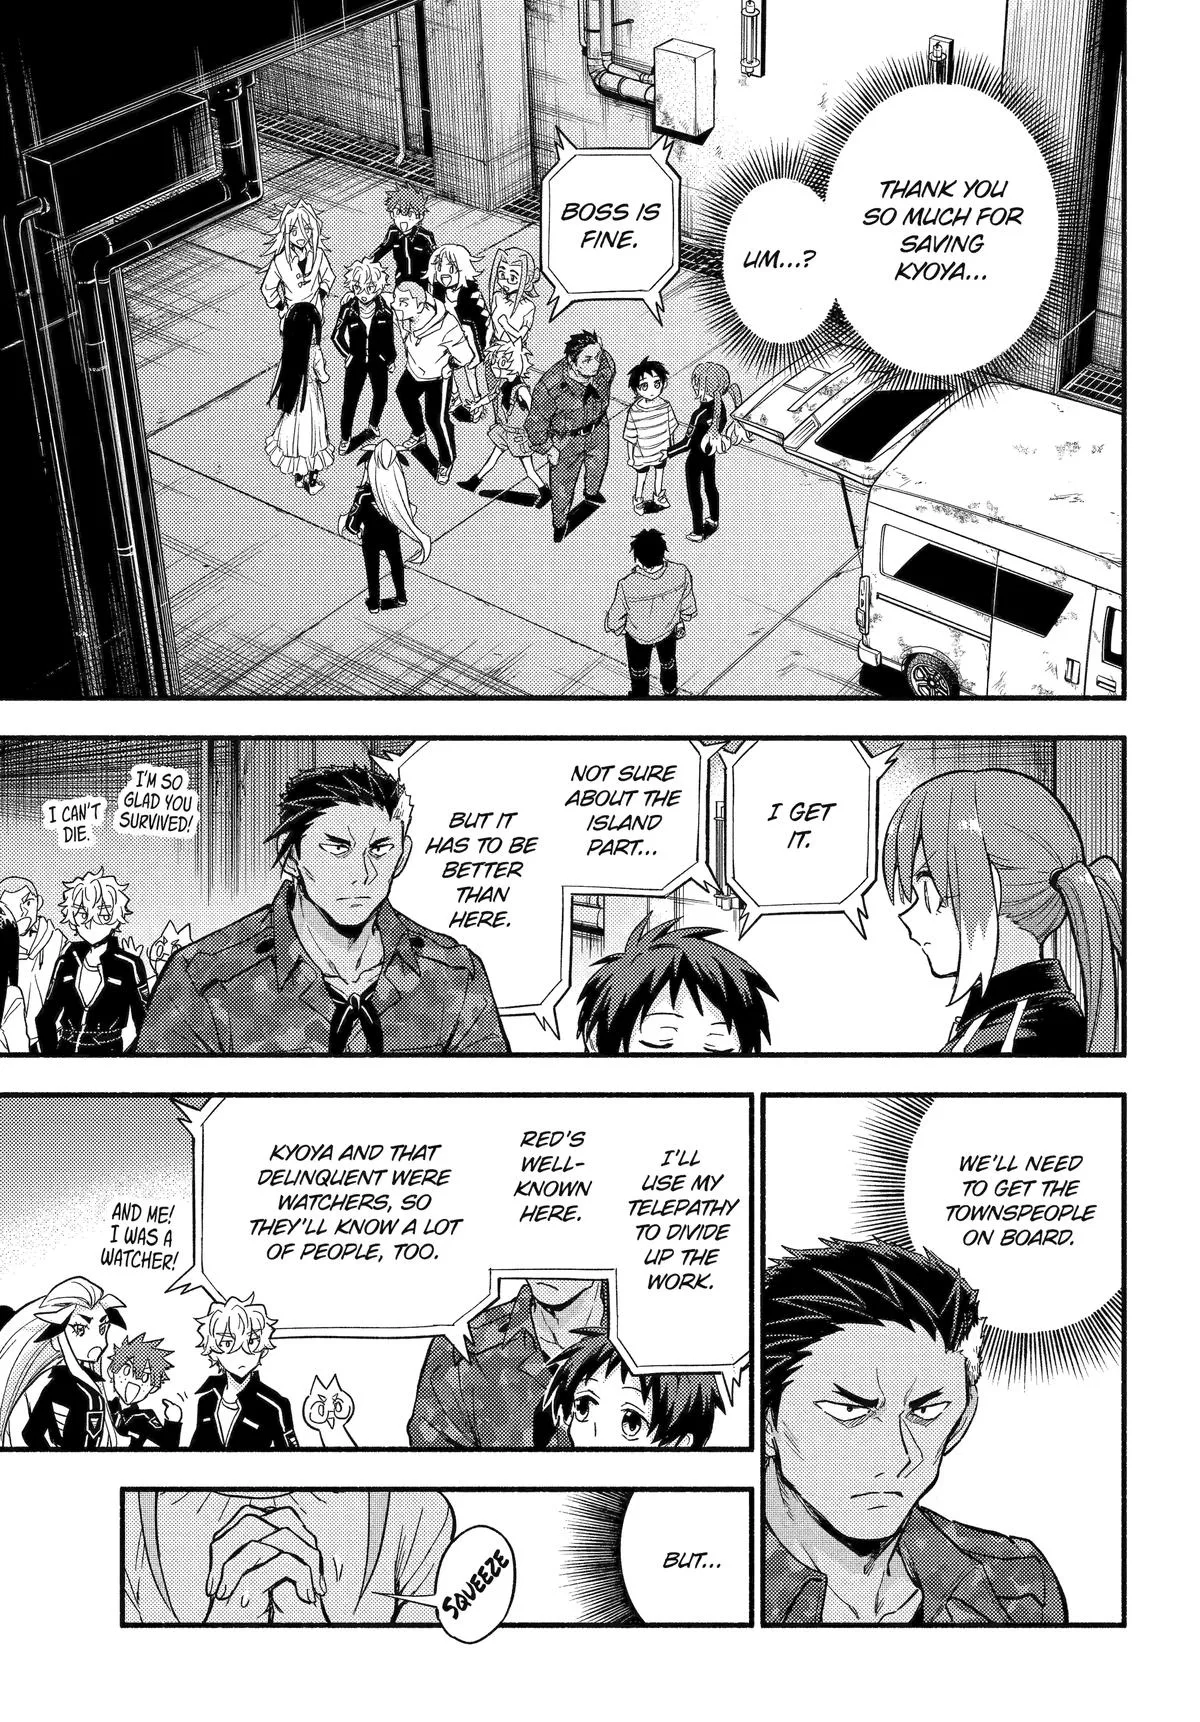 THANK YOU
SO MUCH FOR
SAVING
KYOYA...
UM...?
BOSS IS
FINE.
I GET
IT.
NOT SURE
ABOUT THE
ISLAND
PART...
BUT IT
HAS TO BE
BETTER
THAN
HERE.
I'M SO
GLAD YOU
SURVIVED!
I CAN'T
DIE.
WE'LL NEED
TO GET THE
TOWNSPEOPLE
ON BOARD.
I'LL
USE MY
TELEPATHY
TO DIVIDE
UP THE
WORK.
RED'S
WELL-
KNOWN
HERE.
KYOYA AND THAT
DELINQUENT WERE
WATCHERS, SO
THEY'LL KNOW A LOT
OF PEOPLE, TOO.
AND ME!
I WAS A
WATCHER!
BUT...
SQUEEZE